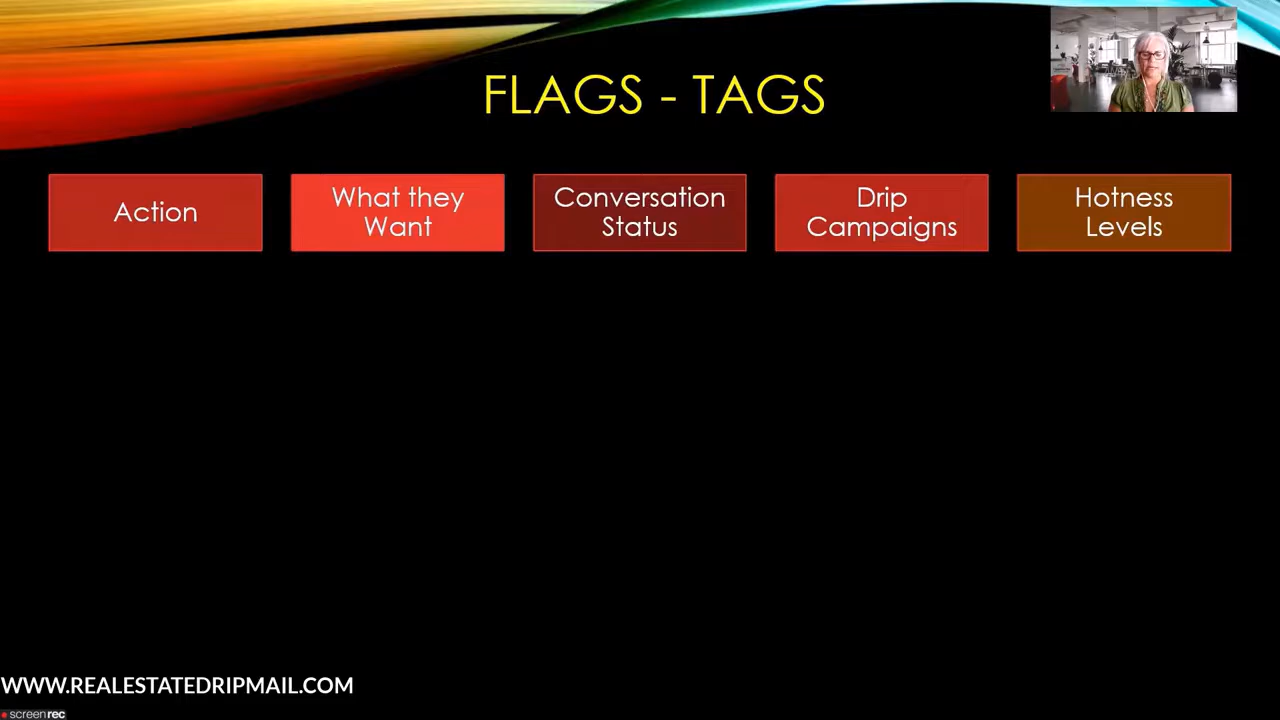 FLAGS - TAGS
Action
What they
Want
Conversation
Status
Drip
Campaigns
Hotness
Levels
WWW.REALESTATEDRIPMAIL.COM
screenrec